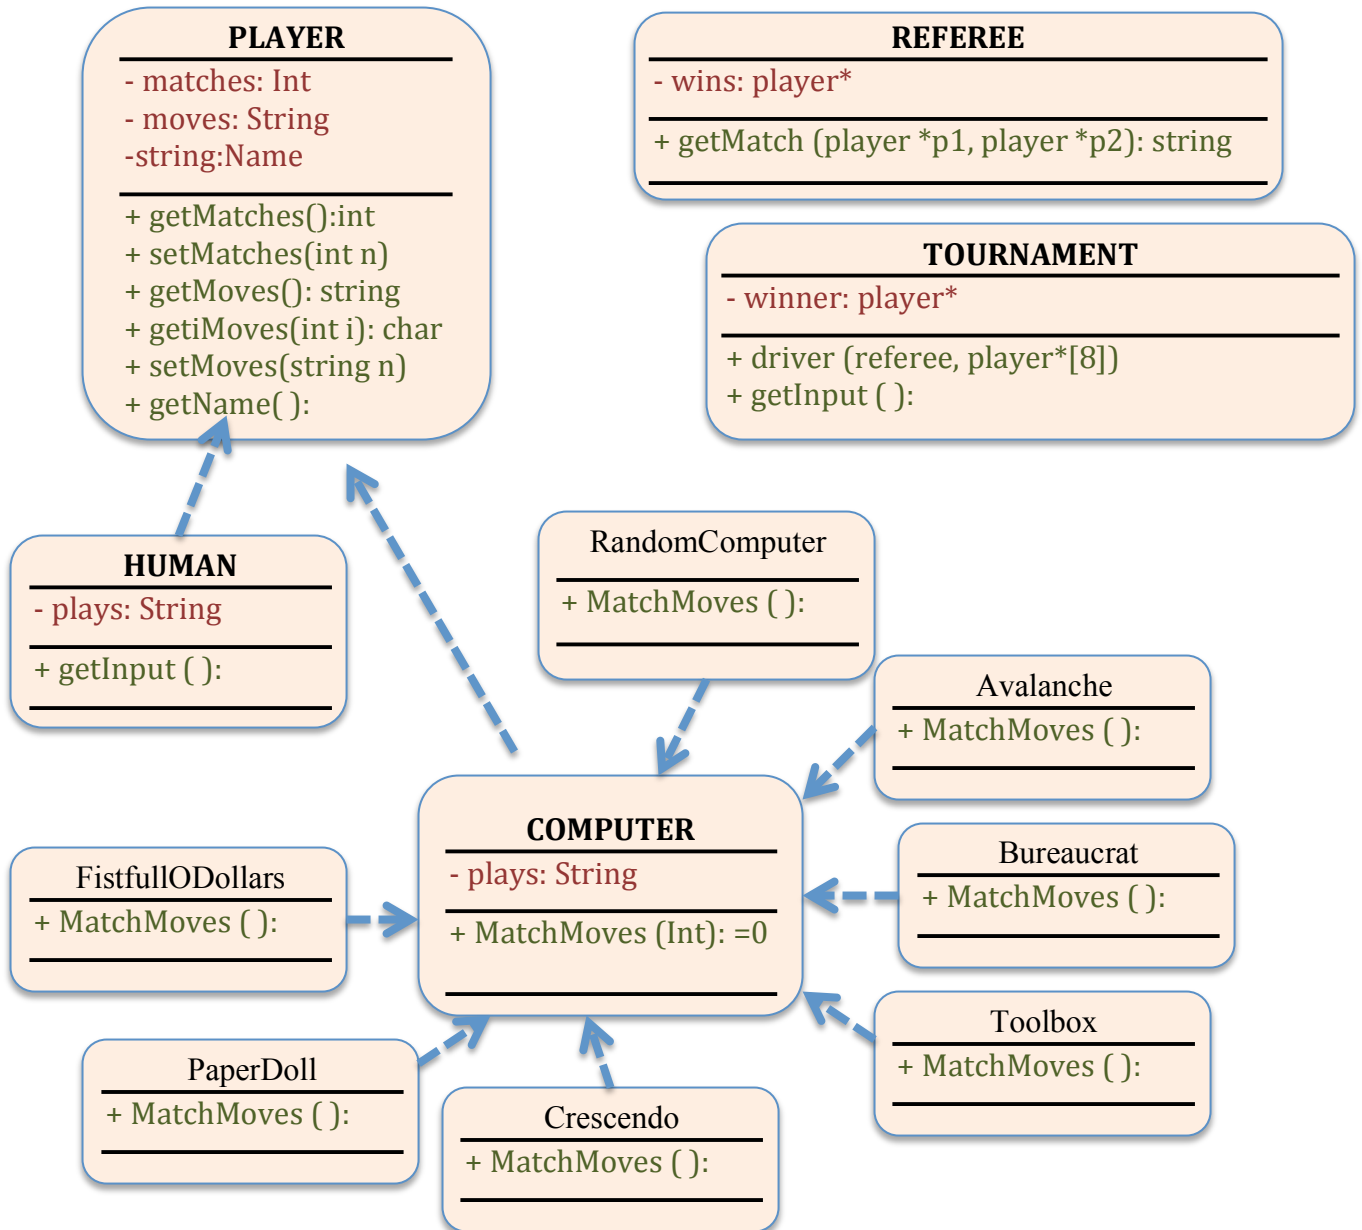 PLAYER
- matches: Int
- moves: String
-string:Name
+ getMatches():int
+ setMatches(int n)
+ getMoves(): string
+ getiMoves(int i): char
+ setMoves(string n)
+ getName( ):
REFEREE
- wins: player*
+ getMatch (player *p1, player *p2): string
TOURNAMENT
- winner: player*
+ driver (referee, player*[8])
+ getInput ( ):
HUMAN
- plays: String
+ getInput ( ):
RandomComputer
+ MatchMoves ( ):
Avalanche
+ MatchMoves ( ):
COMPUTER
- plays: String
+ MatchMoves (Int): =0
FistfullODollars
+ MatchMoves ( ):
Bureaucrat
+ MatchMoves ( ):
Toolbox
+ MatchMoves ( ):
PaperDoll
+ MatchMoves ( ):
Crescendo
+ MatchMoves ( ):